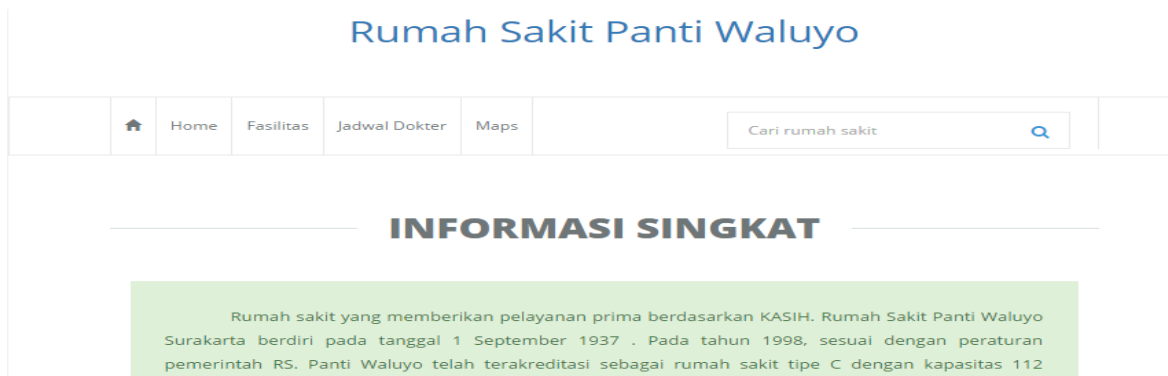 Rumah Sakit Panti Waluyo
Home Fasilitas Jadwal Dokter Maps Cari rumah sakit
INFORMASI SINGKAT
Rumah sakit yang memberikan pelayanan prima berdasarkan KASIH. Rumah Sakit Panti Waluyo
Surakarta berdiri pada tanggal 1 September 1937 . Pada tahun 1998, sesuai dengan peraturan
pemerintah RS. Panti Waluyo telah terakreditasi sebagai rumah sakit tipe C dengan kapasitas 112